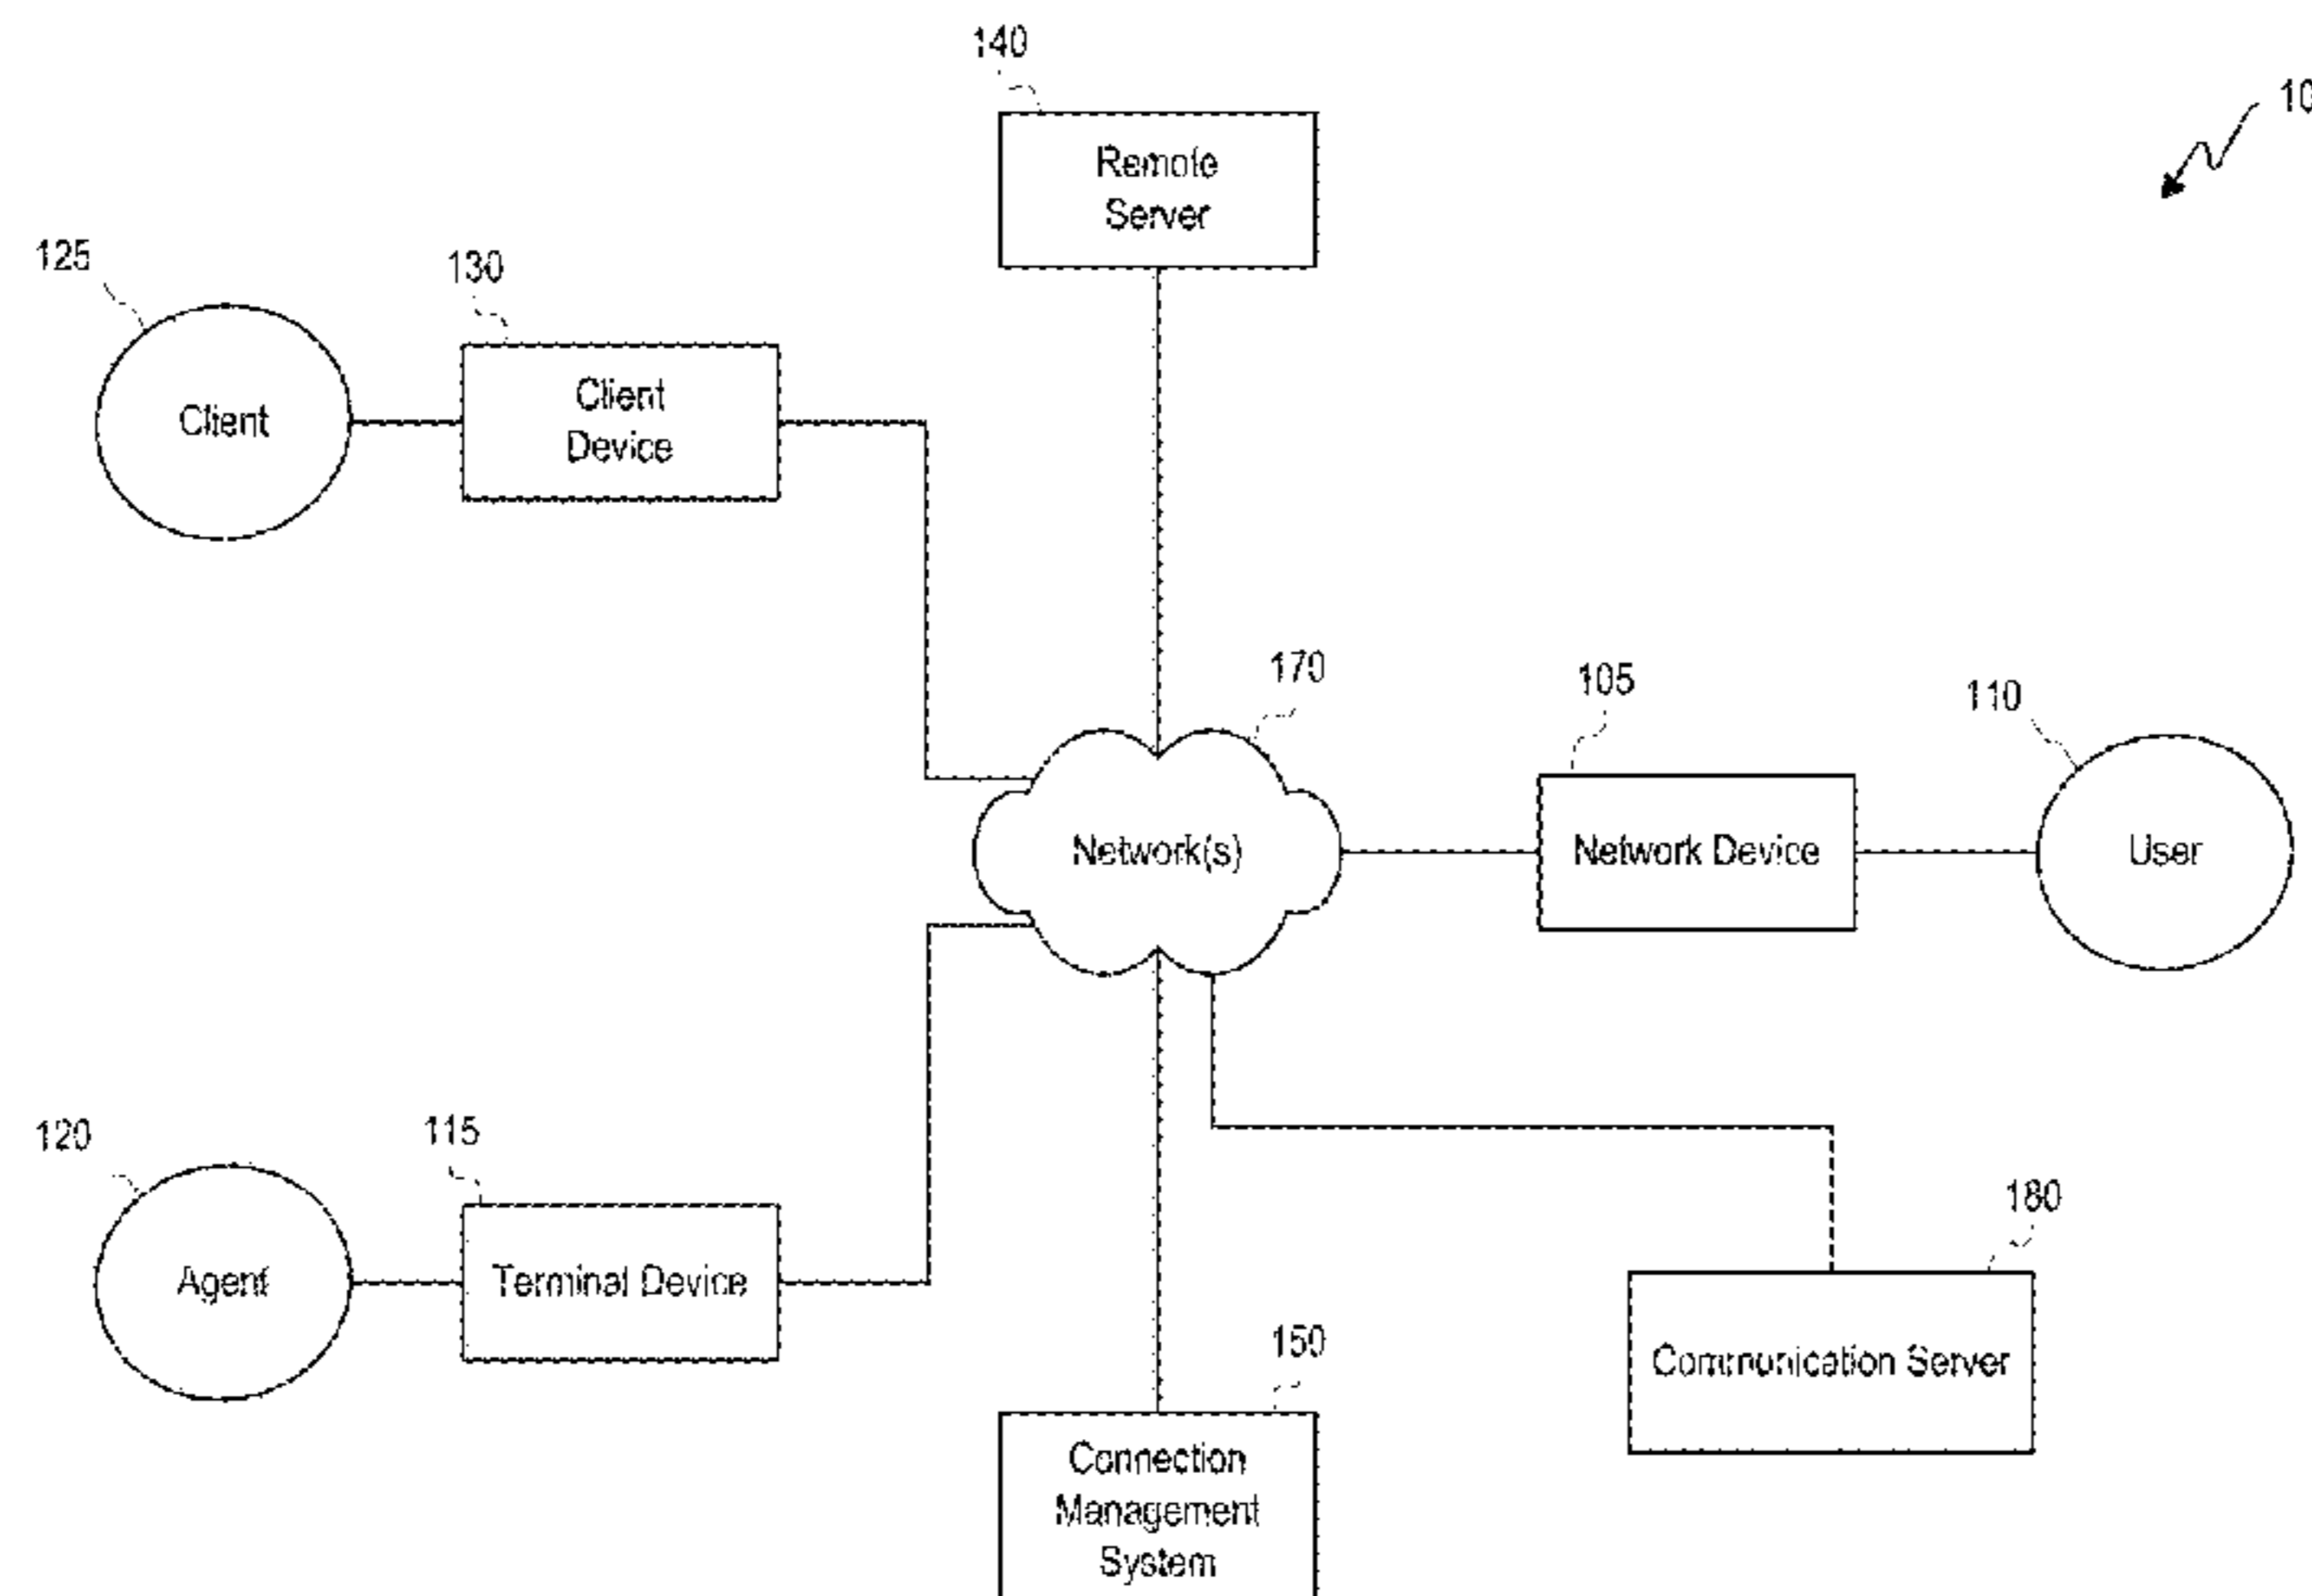 140
10
Remote
Server
125
130
Client
Client
Device
170
105
110
Network(s)
Network Device
User
120
115
Agent
Terminal Device
180
Communication Server
150
Connection
Management
System